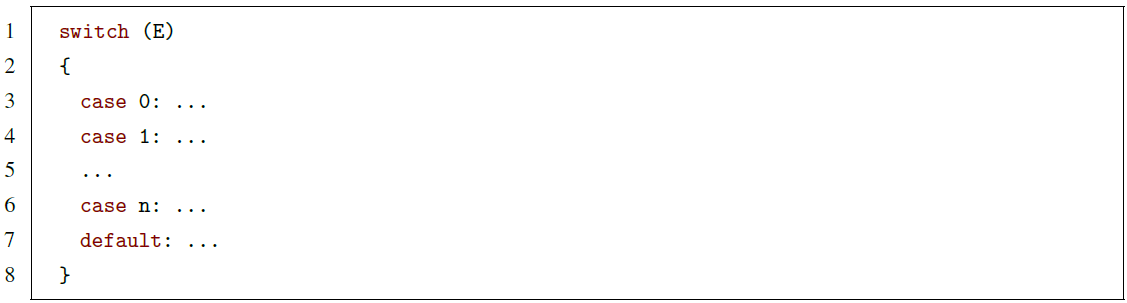 1 switch (E)
2 {
3 case 0: ...
4 case 1: ...
5 ...
6 case n: ...
7 default: ...
8 }